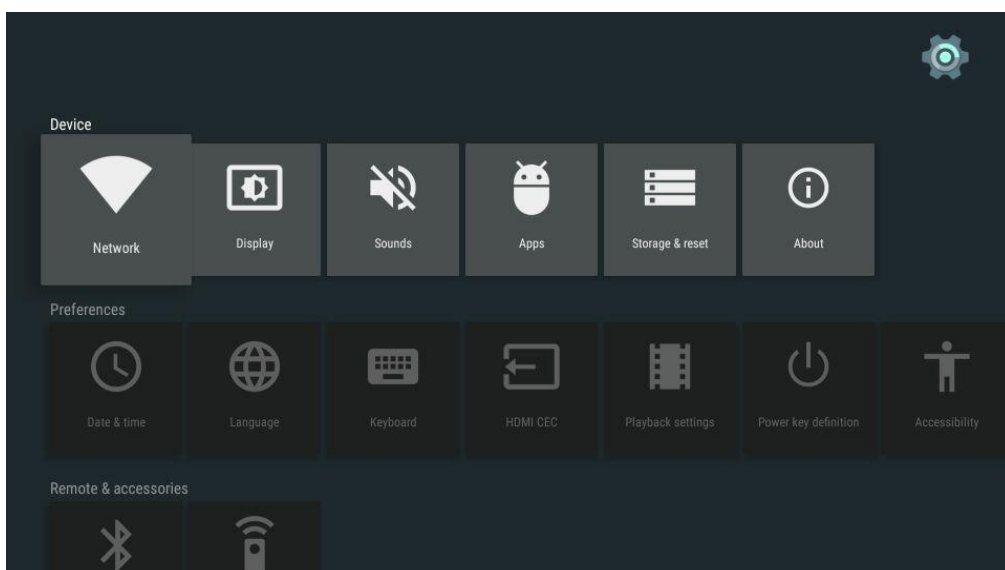 Device
Network
Display
Sounds
Apps
Storage & reset
About
Preferences
Date & time
Language
Keyboard
HDMI CEC
Playback settings
Power key definition
Accessibility
Remote & accessories